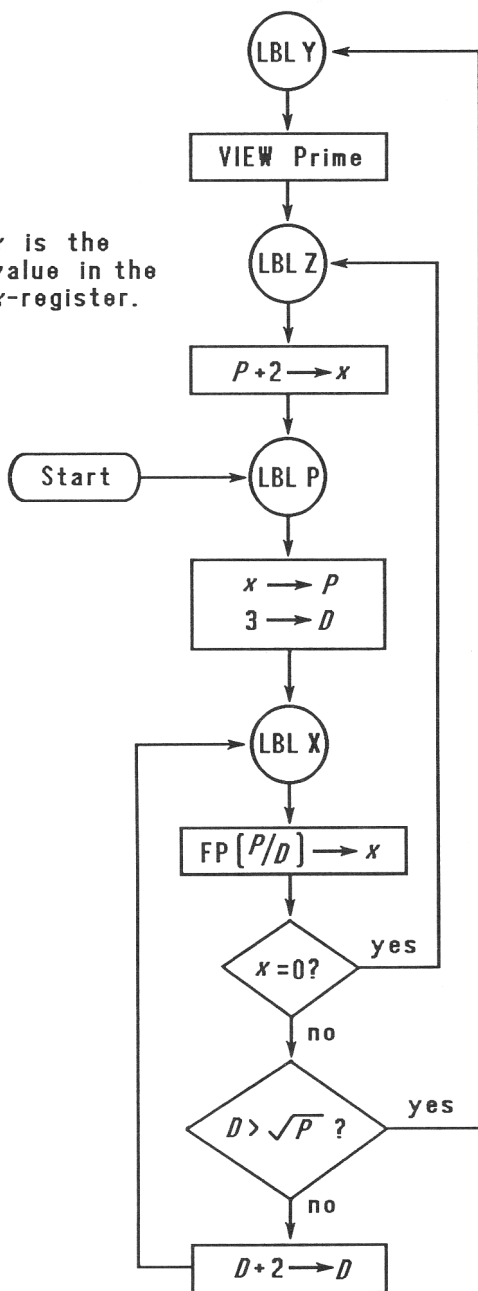 LBL Y
VIEW Prime
is the
value in the
x-register.
LBL Z
P+2 → x
Start
LBL P
x → P
3 → D
LBL X
FP[P/D] → x
x=0?
yes
no
D > √P ?
yes
no
D+2 → D